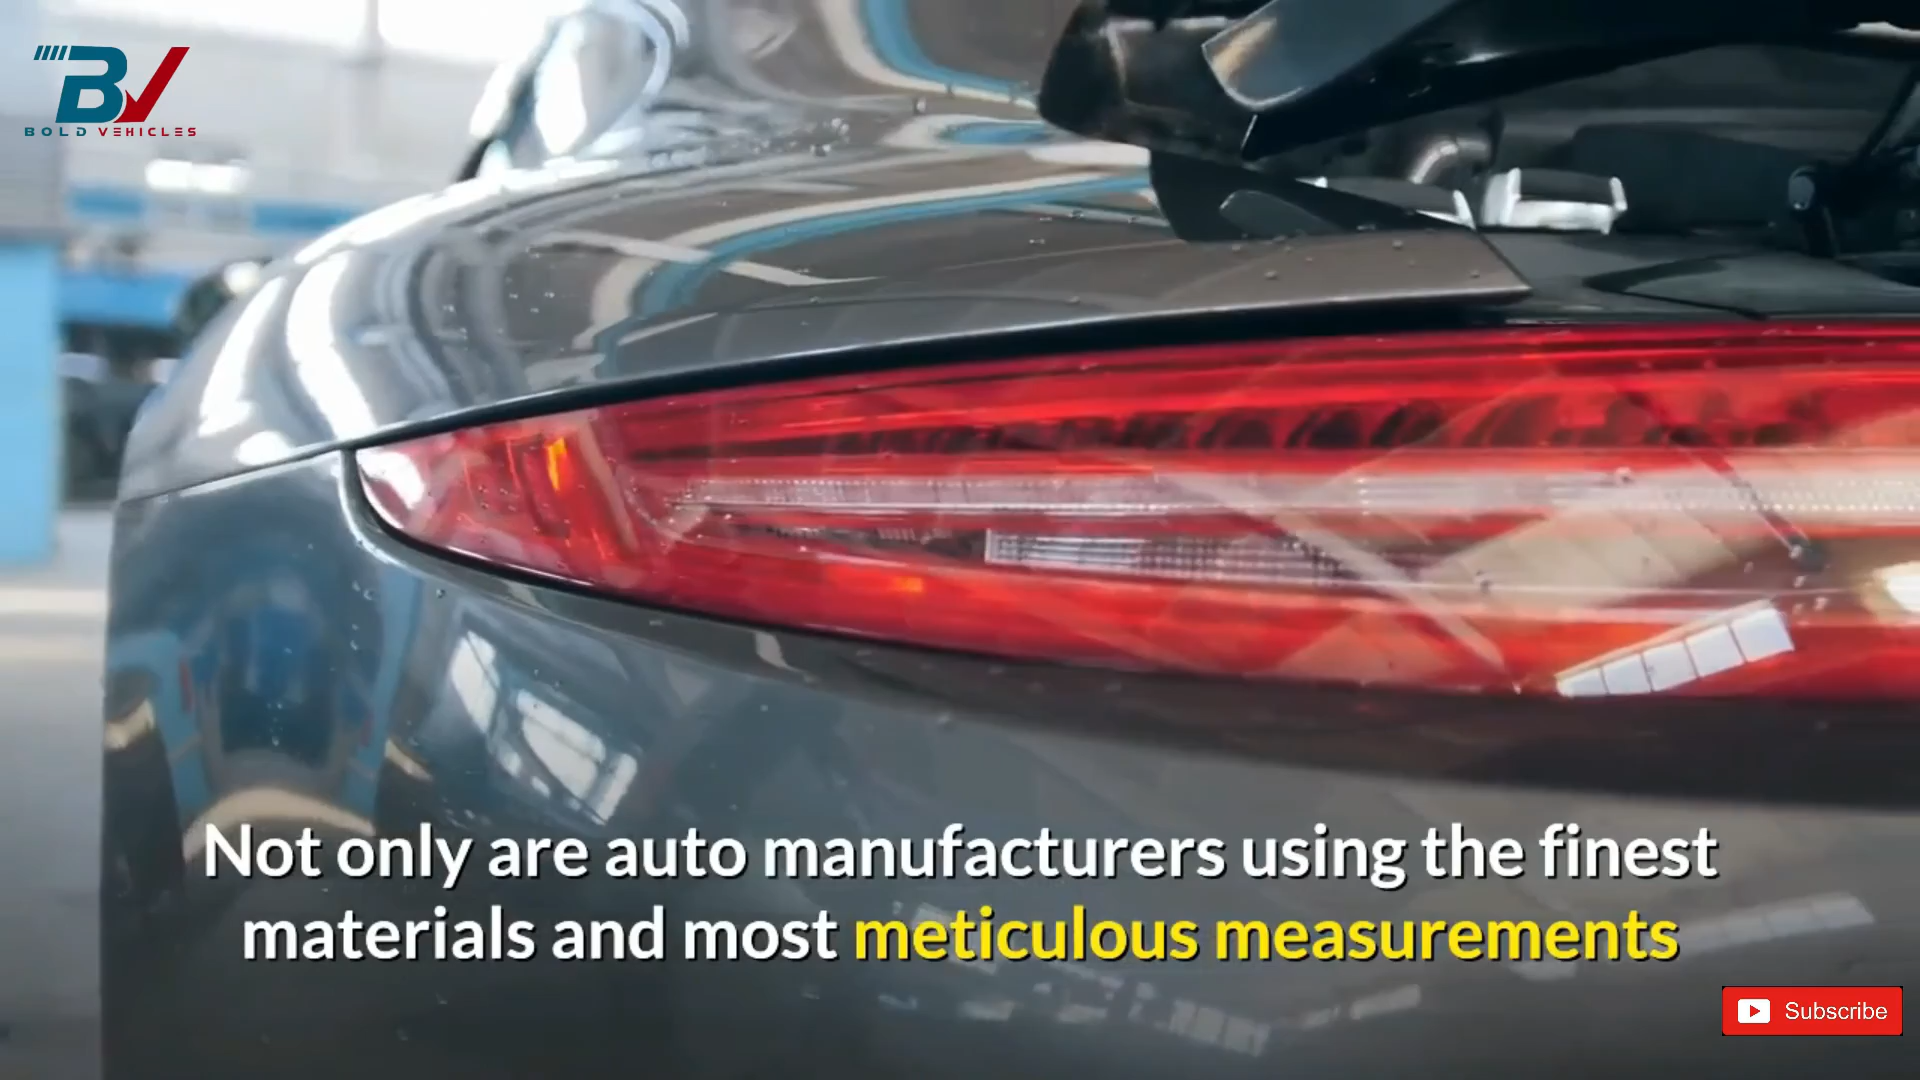 BV
BOLD VEHICLES
Not only are auto manufacturers using the finest
materials and most meticulous measurements
Subscribe